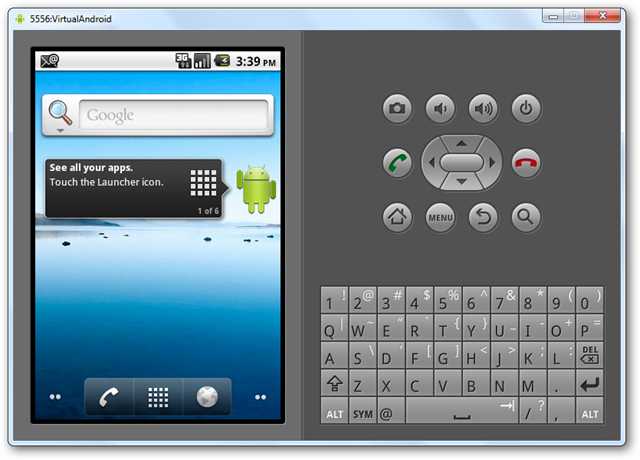 5556:VirtualAndroid
3G
3:39 PM
Google
See all your apps.
Touch the Launcher icon.
1 of 6
MENU
1 ! 2 @ 3 # 4 $ 5 % 6 ^ 7 & 8 * 9 ( 0 )
Q | W ~ E " R ` T { Y } U _ I - O + P =
A S \ D ' F [ G ] H < J > K ; L : DEL
Z X C V B N M .
ALT SYM @ / ? , ALT